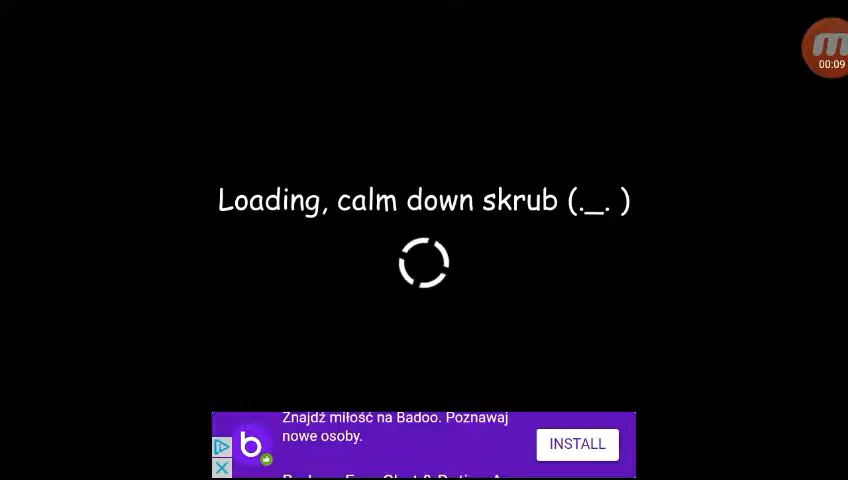 00:09
Loading, calm down skrub (._. )
Znajdź miłość na Badoo. Poznawaj
nowe osoby.
INSTALL